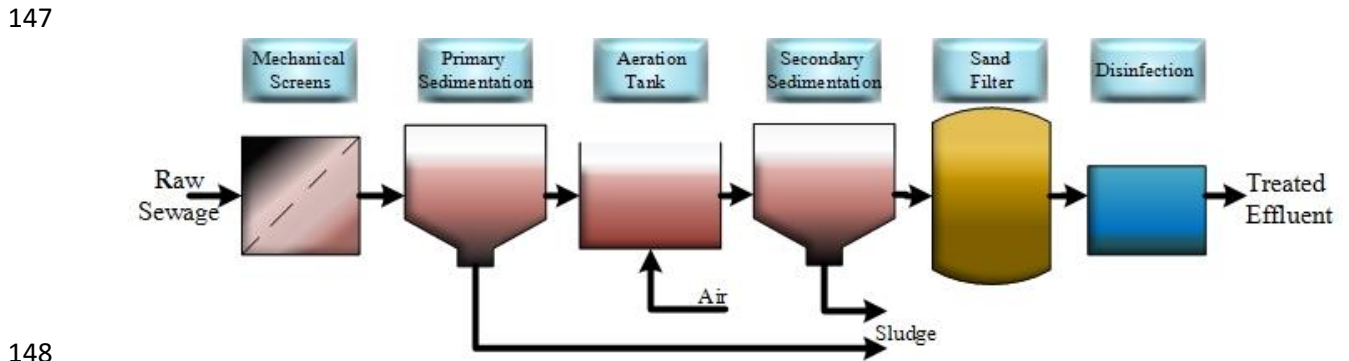 147
Mechanical
Screens
Primary
Sedimentation
Aeration
Tank
Secondary
Sedimentation
Sand
Filter
Disinfection
Raw
Sewage
Treated
Effluent
Air
Sludge
148